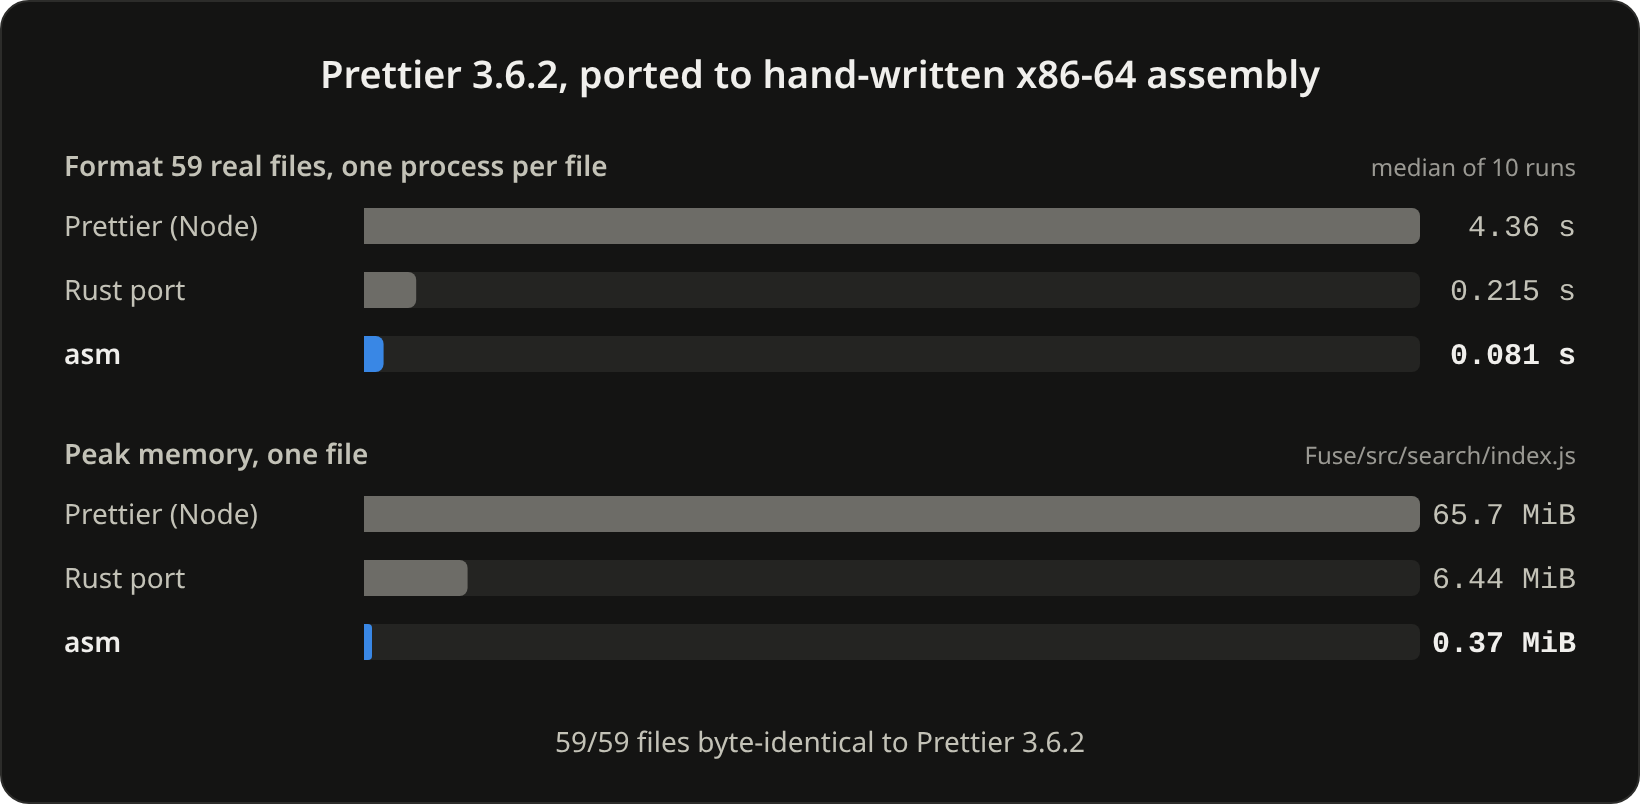 Prettier 3.6.2, ported to hand-written x86-64 assembly
Format 59 real files, one process per file median of 10 runs
Prettier (Node) 4.36 s
Rust port 0.215 s
asm 0.081 s
Peak memory, one file Fuse/src/search/index.js
Prettier (Node) 65.7 MiB
Rust port 6.44 MiB
asm 0.37 MiB
59/59 files byte-identical to Prettier 3.6.2